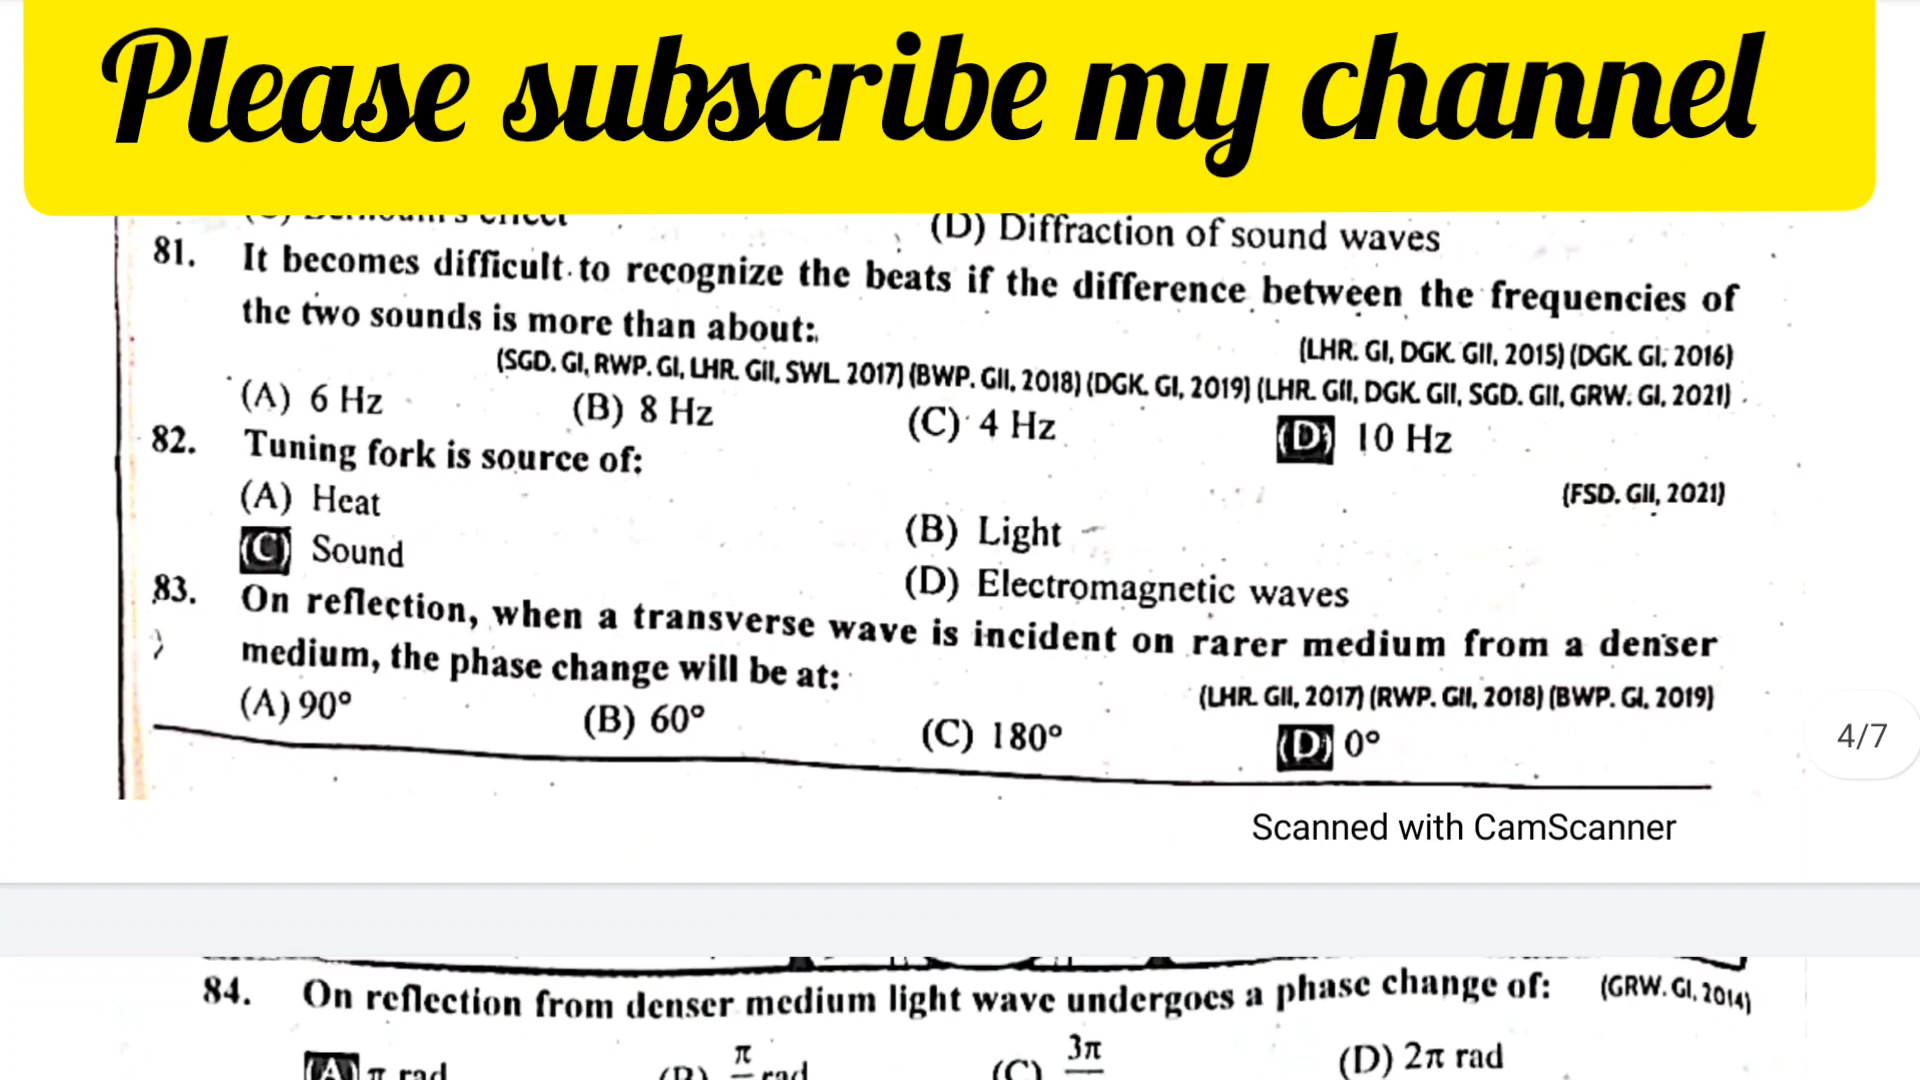 Please subscribe my channel
(D) Diffraction of sound waves
81. It becomes difficult to recognize the beats if the difference between the frequencies of
the two sounds is more than about:
(LHR. GI, DGK. GII, 2015) (DGK. GI, 2016)
(SGD. GI, RWP. GI, LHR. GII, SWL 2017) (BWP. GII, 2018) (DGK. GI, 2019) (LHR. GII, DGK. GII, SGD. GII, GRW. GI, 2021)
(A) 6 Hz (B) 8 Hz (C) 4 Hz (D) 10 Hz
82. Tuning fork is source of:
(FSD. GII, 2021)
(A) Heat (B) Light
(C) Sound (D) Electromagnetic waves
83. On reflection, when a transverse wave is incident on rarer medium from a denser
medium, the phase change will be at:
(LHR. GII, 2017) (RWP. GII, 2018) (BWP. GI, 2019)
(A) 90° (B) 60° (C) 180° (D) 0°
4/7
Scanned with CamScanner
84. On reflection from denser medium light wave undergoes a phase change of: (GRW. GI, 2014)
(A) π rad (B) π rad (C) 3π (D) 2π rad